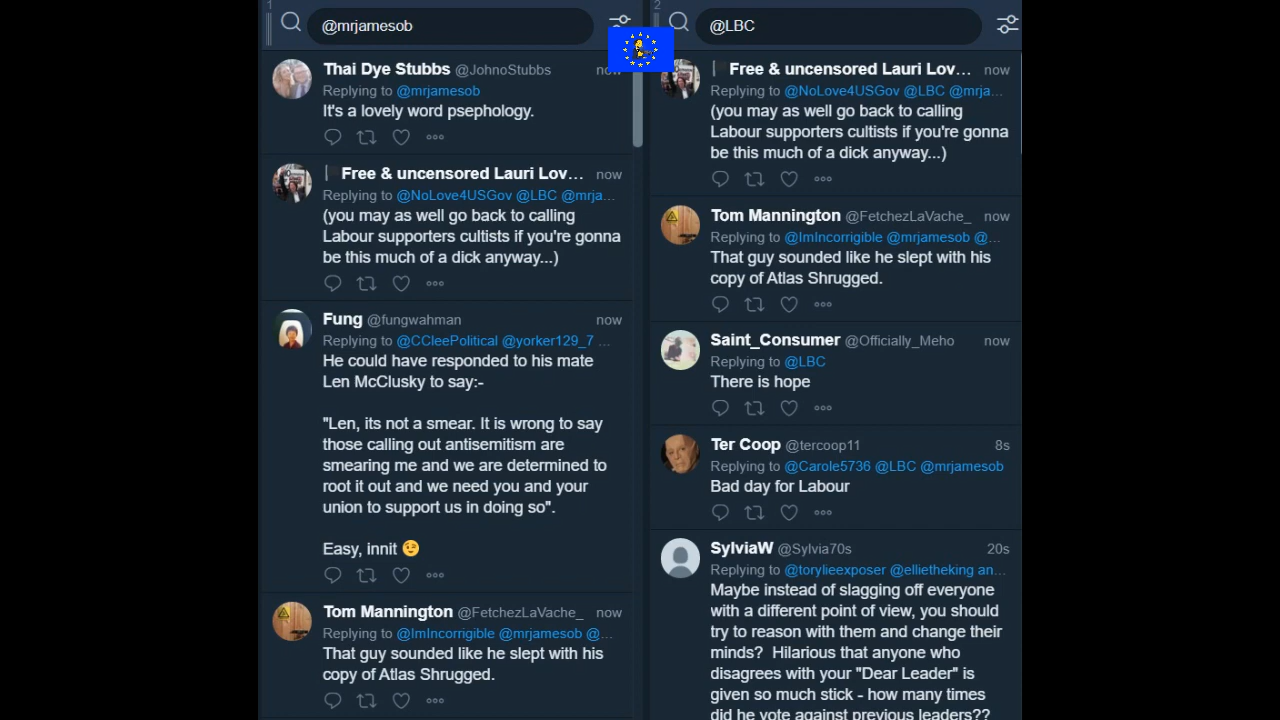 1
@mrjamesob
Thai Dye Stubbs @JohnoStubbs now
Replying to @mrjamesob
It's a lovely word psephology.
Free & uncensored Lauri Lov... now
Replying to @NoLove4USGov @LBC @mrja...
(you may as well go back to calling
Labour supporters cultists if you're gonna
be this much of a dick anyway...)
Fung @fungwahman now
Replying to @CCleePolitical @yorker129_7 ...
He could have responded to his mate
Len McClusky to say:-
"Len, its not a smear. It is wrong to say
those calling out antisemitism are
smearing me and we are determined to
root it out and we need you and your
union to support us in doing so".
Easy, innit 😉
Tom Mannington @FetchezLaVache_ now
Replying to @ImIncorrigible @mrjamesob @...
That guy sounded like he slept with his
copy of Atlas Shrugged.
2
@LBC
Free & uncensored Lauri Lov... now
Replying to @NoLove4USGov @LBC @mrja...
(you may as well go back to calling
Labour supporters cultists if you're gonna
be this much of a dick anyway...)
Tom Mannington @FetchezLaVache_ now
Replying to @ImIncorrigible @mrjamesob @...
That guy sounded like he slept with his
copy of Atlas Shrugged.
Saint_Consumer @Officially_Meho now
Replying to @LBC
There is hope
Ter Coop @tercoop11 8s
Replying to @Carole5736 @LBC @mrjamesob
Bad day for Labour
SylviaW @Sylvia70s 20s
Replying to @torylieexposer @ellietheking an...
Maybe instead of slagging off everyone
with a different point of view, you should
try to reason with them and change their
minds?  Hilarious that anyone who
disagrees with your "Dear Leader" is
given so much stick - how many times
did he vote against previous leaders??